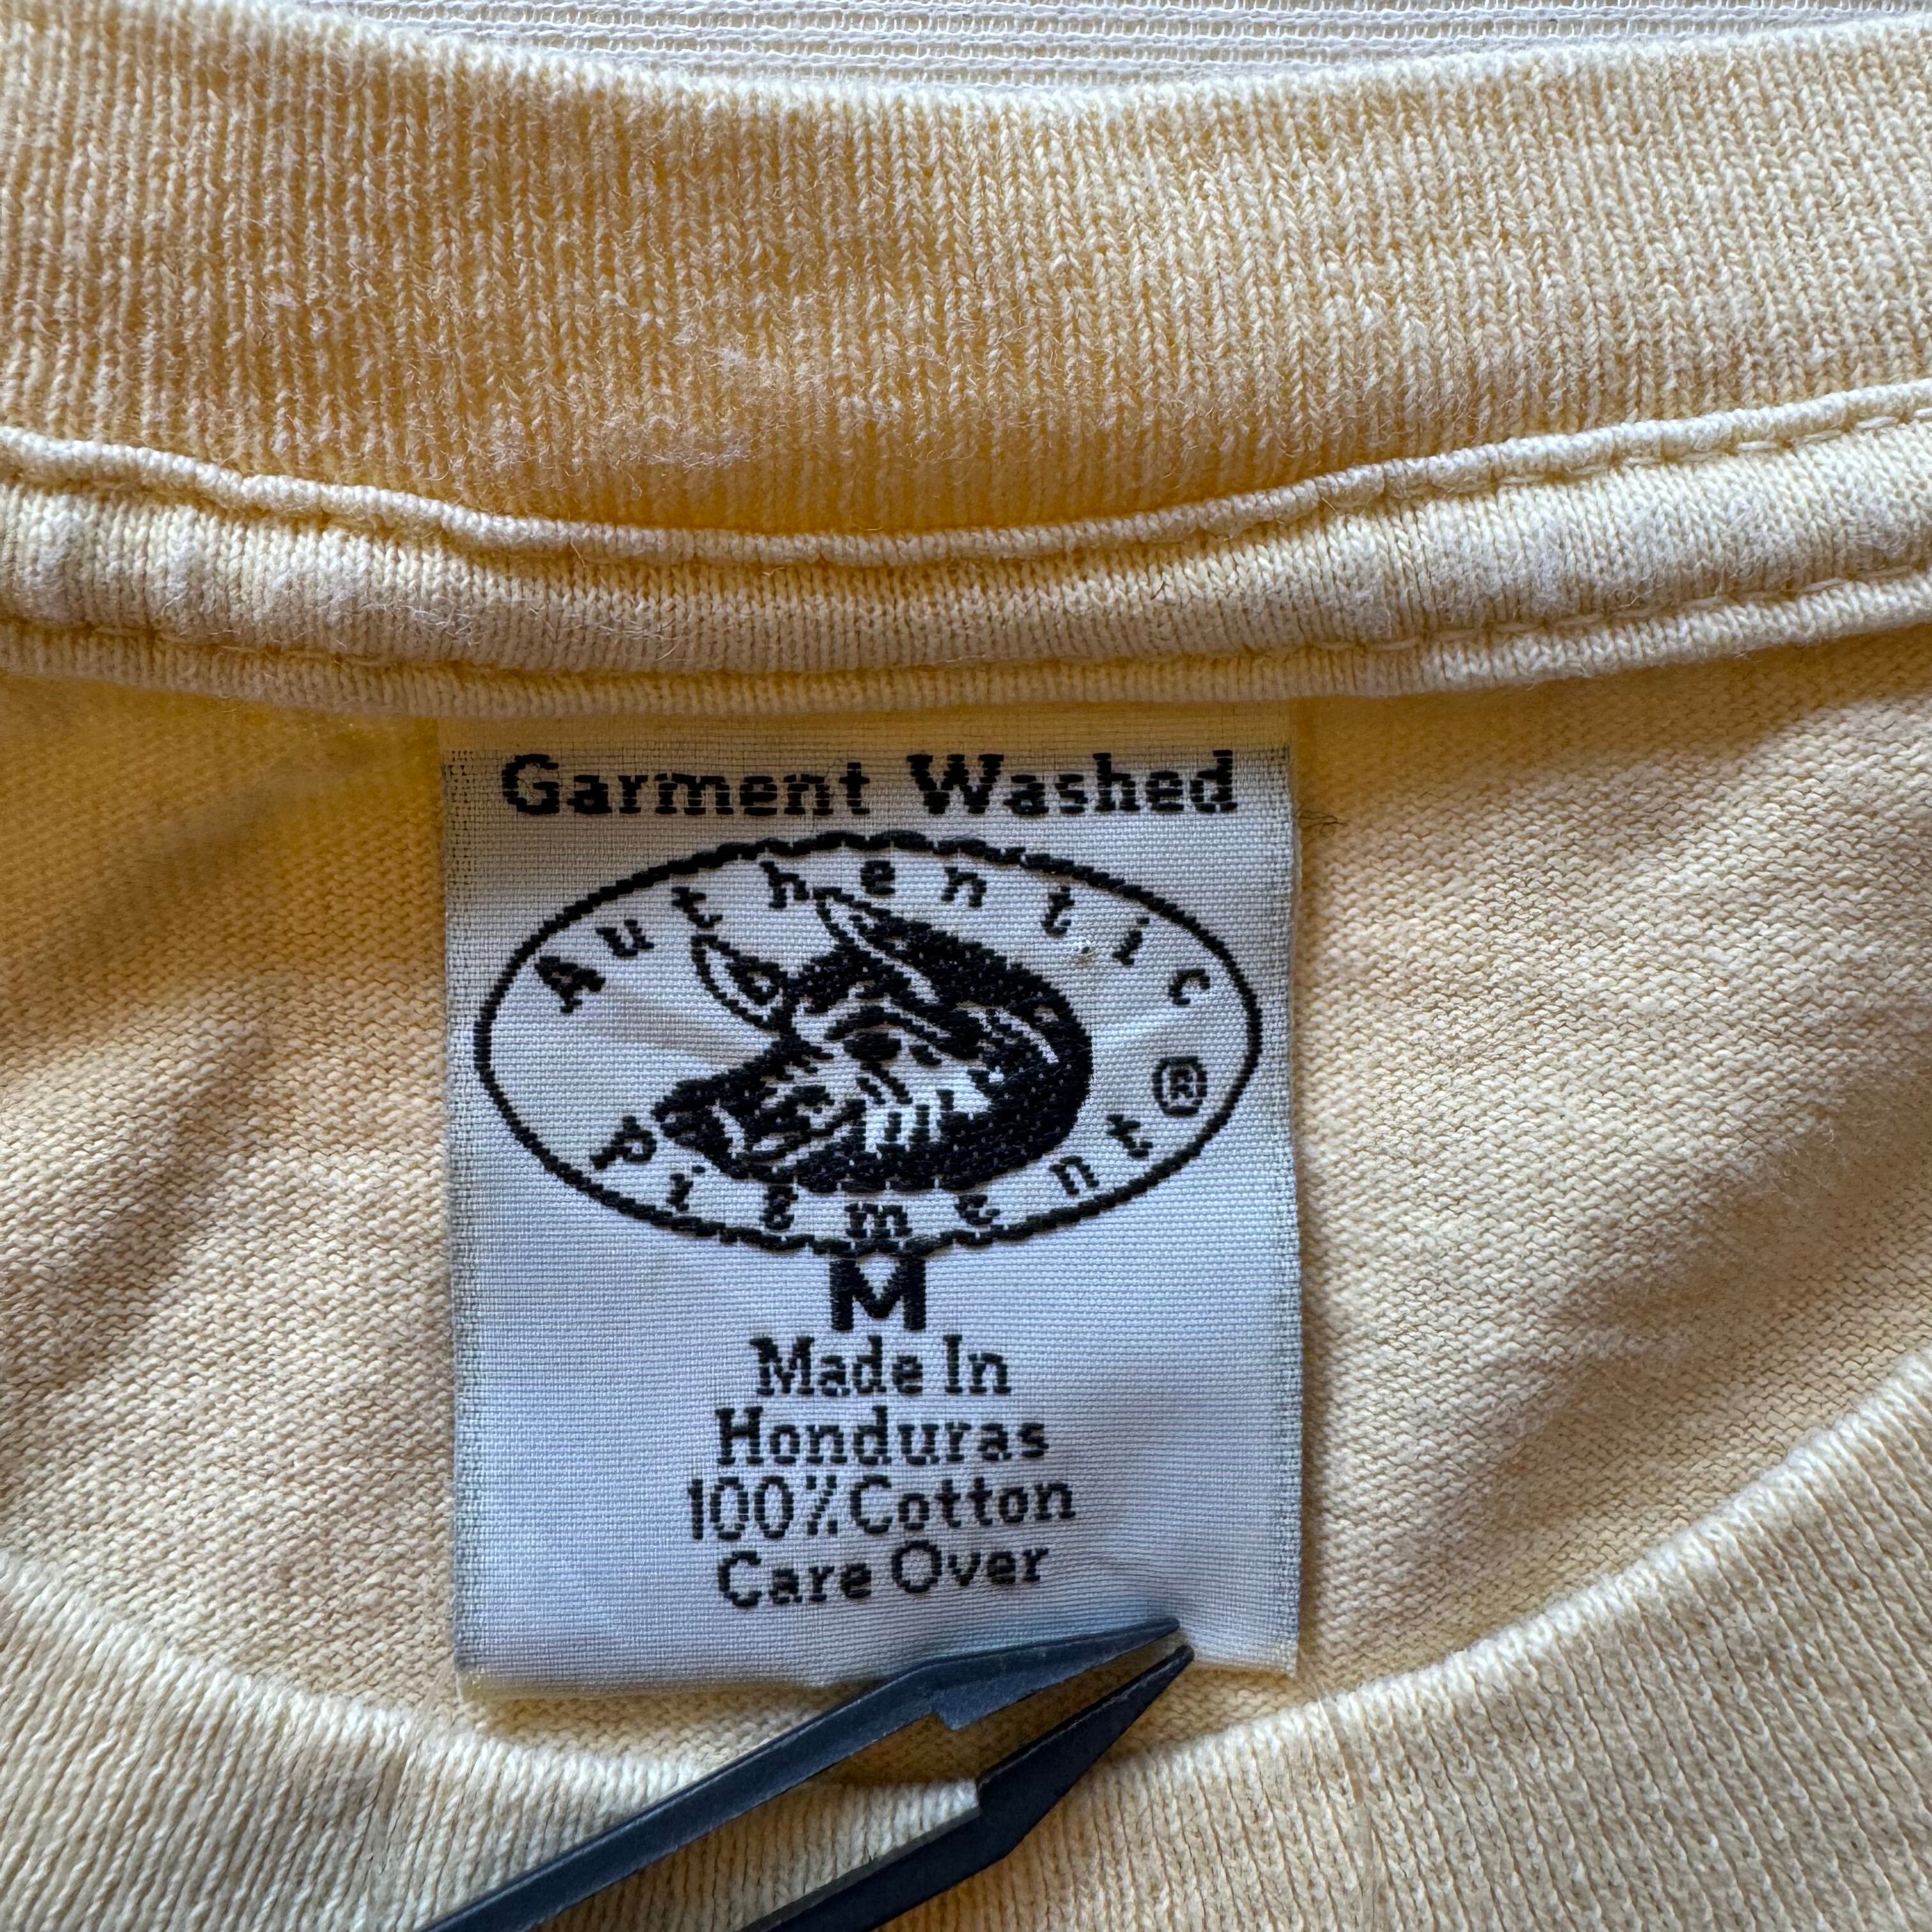 Garment Washed
Authentic
Pigment®
M
Made In
Honduras
100% Cotton
Care Over